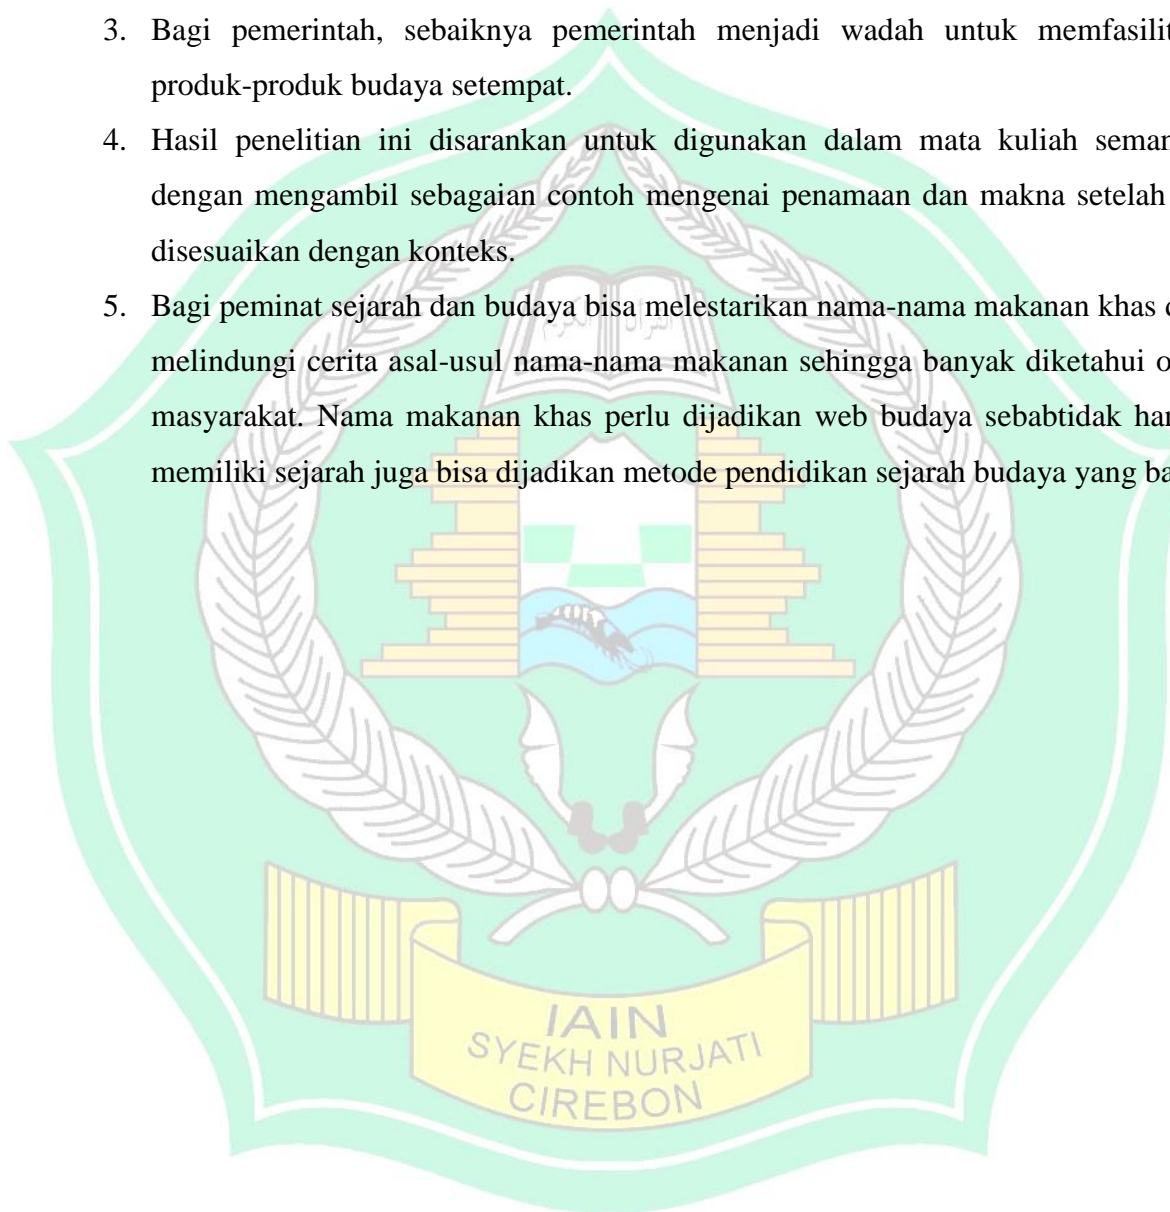 3. Bagi pemerintah, sebaiknya pemerintah menjadi wadah untuk
produk-produk budaya setempat.
4. Hasil penelitian ini disarankan untuk digunakan dalam mata kuliah
dengan mengambil sebagaian contoh mengenai penamaan dan makna setelah
disesuaikan dengan konteks.
5. Bagi peminat sejarah dan budaya bisa melestarikan nama-nama makanan khas
melindungi cerita asal-usul nama-nama makanan sehingga banyak diketahui
masyarakat. Nama makanan khas perlu dijadikan web budaya sebabtidak
memiliki sejarah juga bisa dijadikan metode pendidikan sejarah budaya yang
القرآن الكريم
IAIN
SYEKH NURJATI
CIREBON